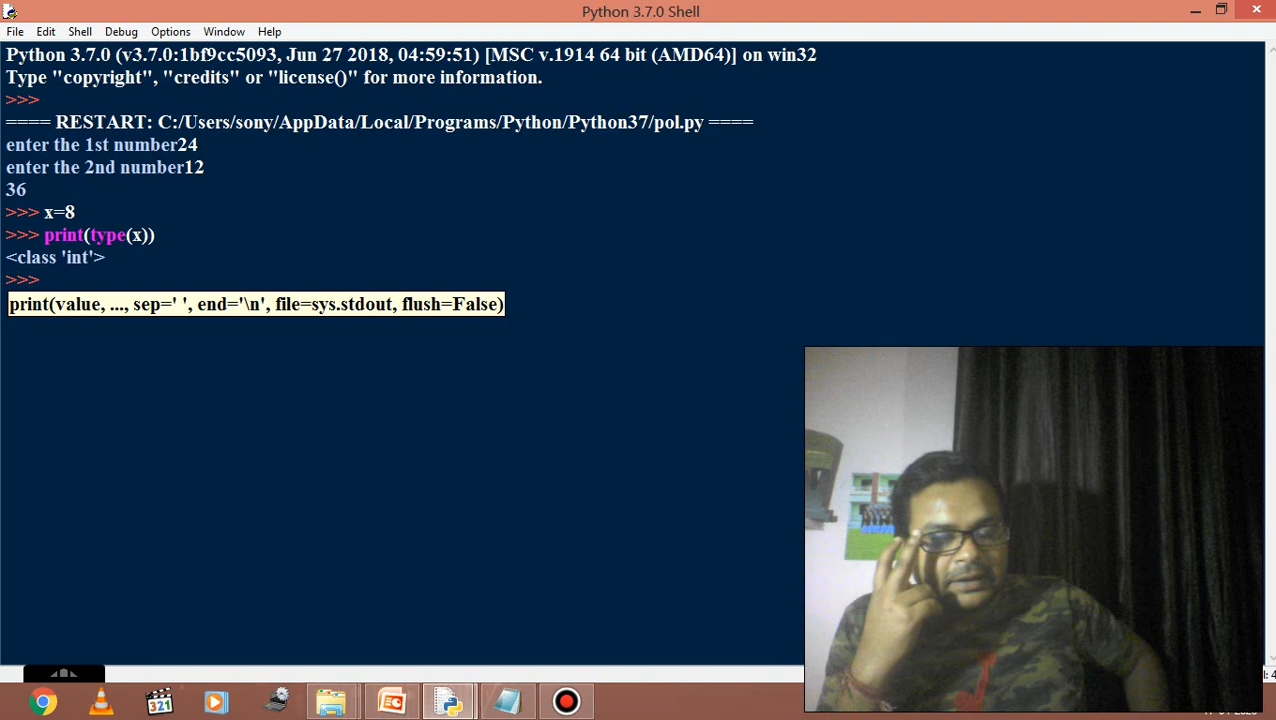 Python 3.7.0 Shell
File Edit Shell Debug Options Window Help
Python 3.7.0 (v3.7.0:1bf9cc5093, Jun 27 2018, 04:59:51) [MSC v.1914 64 bit (AMD64)] on win32
Type "copyright", "credits" or "license()" for more information.
>>>
==== RESTART: C:/Users/sony/AppData/Local/Programs/Python/Python37/pol.py ====
enter the 1st number24
enter the 2nd number12
36
>>> x=8
>>> print(type(x))
<class 'int'>
>>>
print(value, ..., sep=' ', end='\n', file=sys.stdout, flush=False)
321